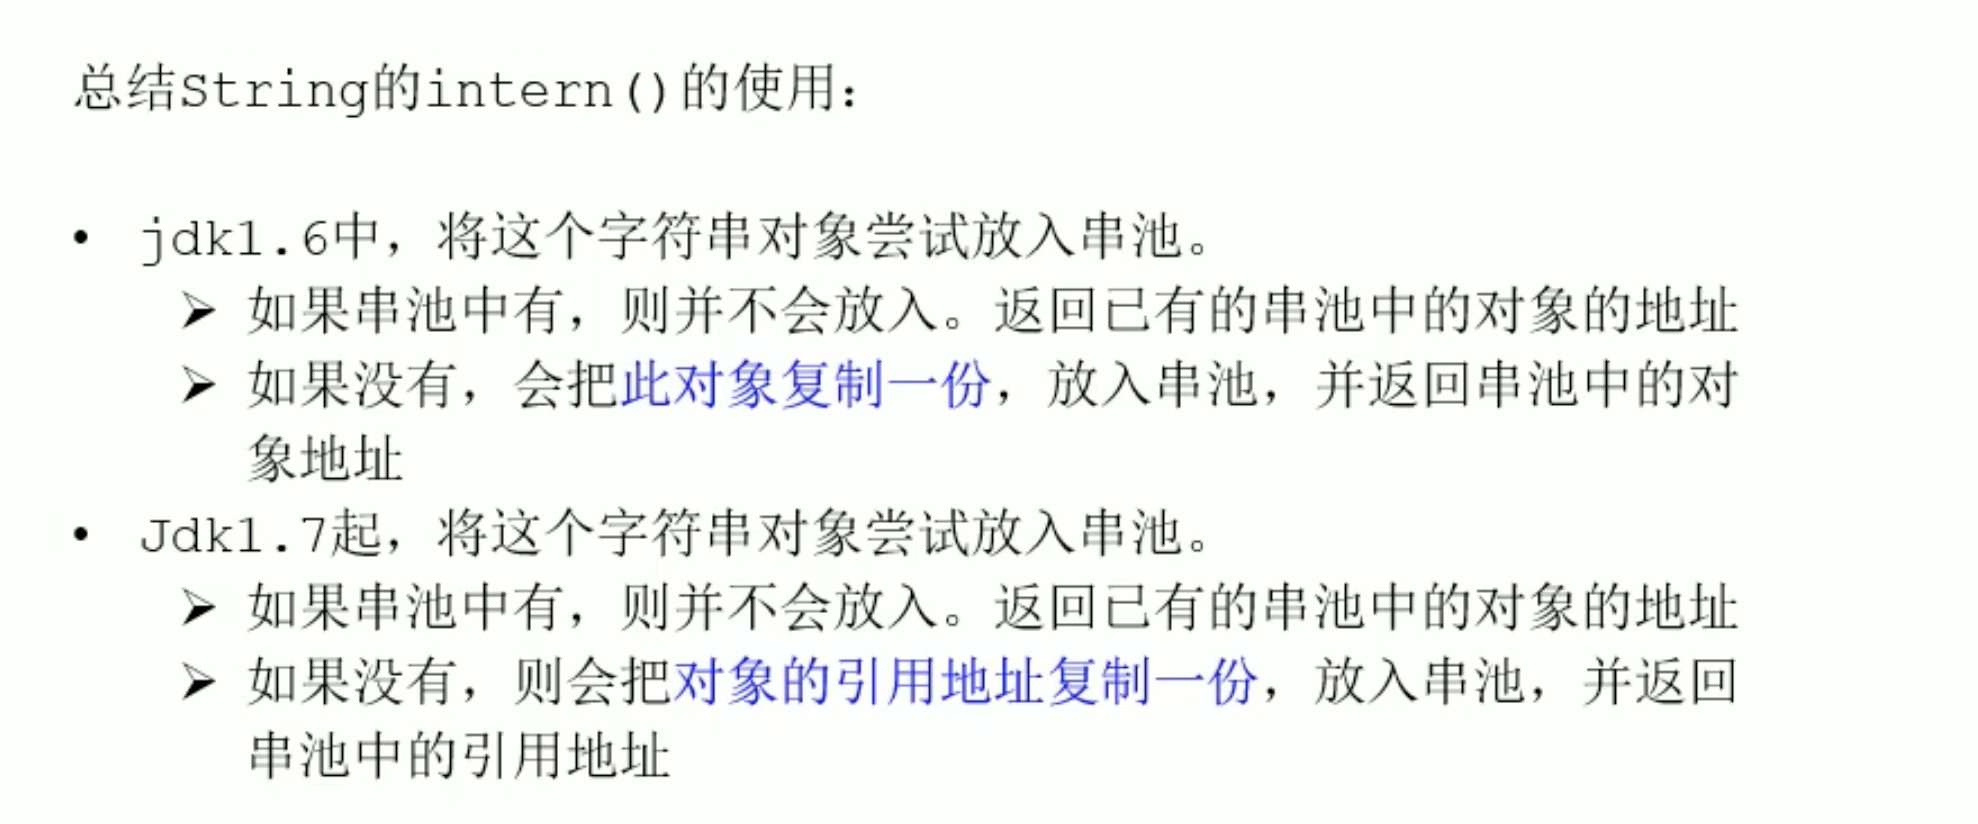 总结String的intern()的使用：
• jdk1.6中，将这个字符串对象尝试放入串池。
➢ 如果串池中有，则并不会放入。返回已有的串池中的对象的地址
➢ 如果没有，会把此对象复制一份，放入串池，并返回串池中的对
象地址
• Jdk1.7起，将这个字符串对象尝试放入串池。
➢ 如果串池中有，则并不会放入。返回已有的串池中的对象的地址
➢ 如果没有，则会把对象的引用地址复制一份，放入串池，并返回
串池中的引用地址